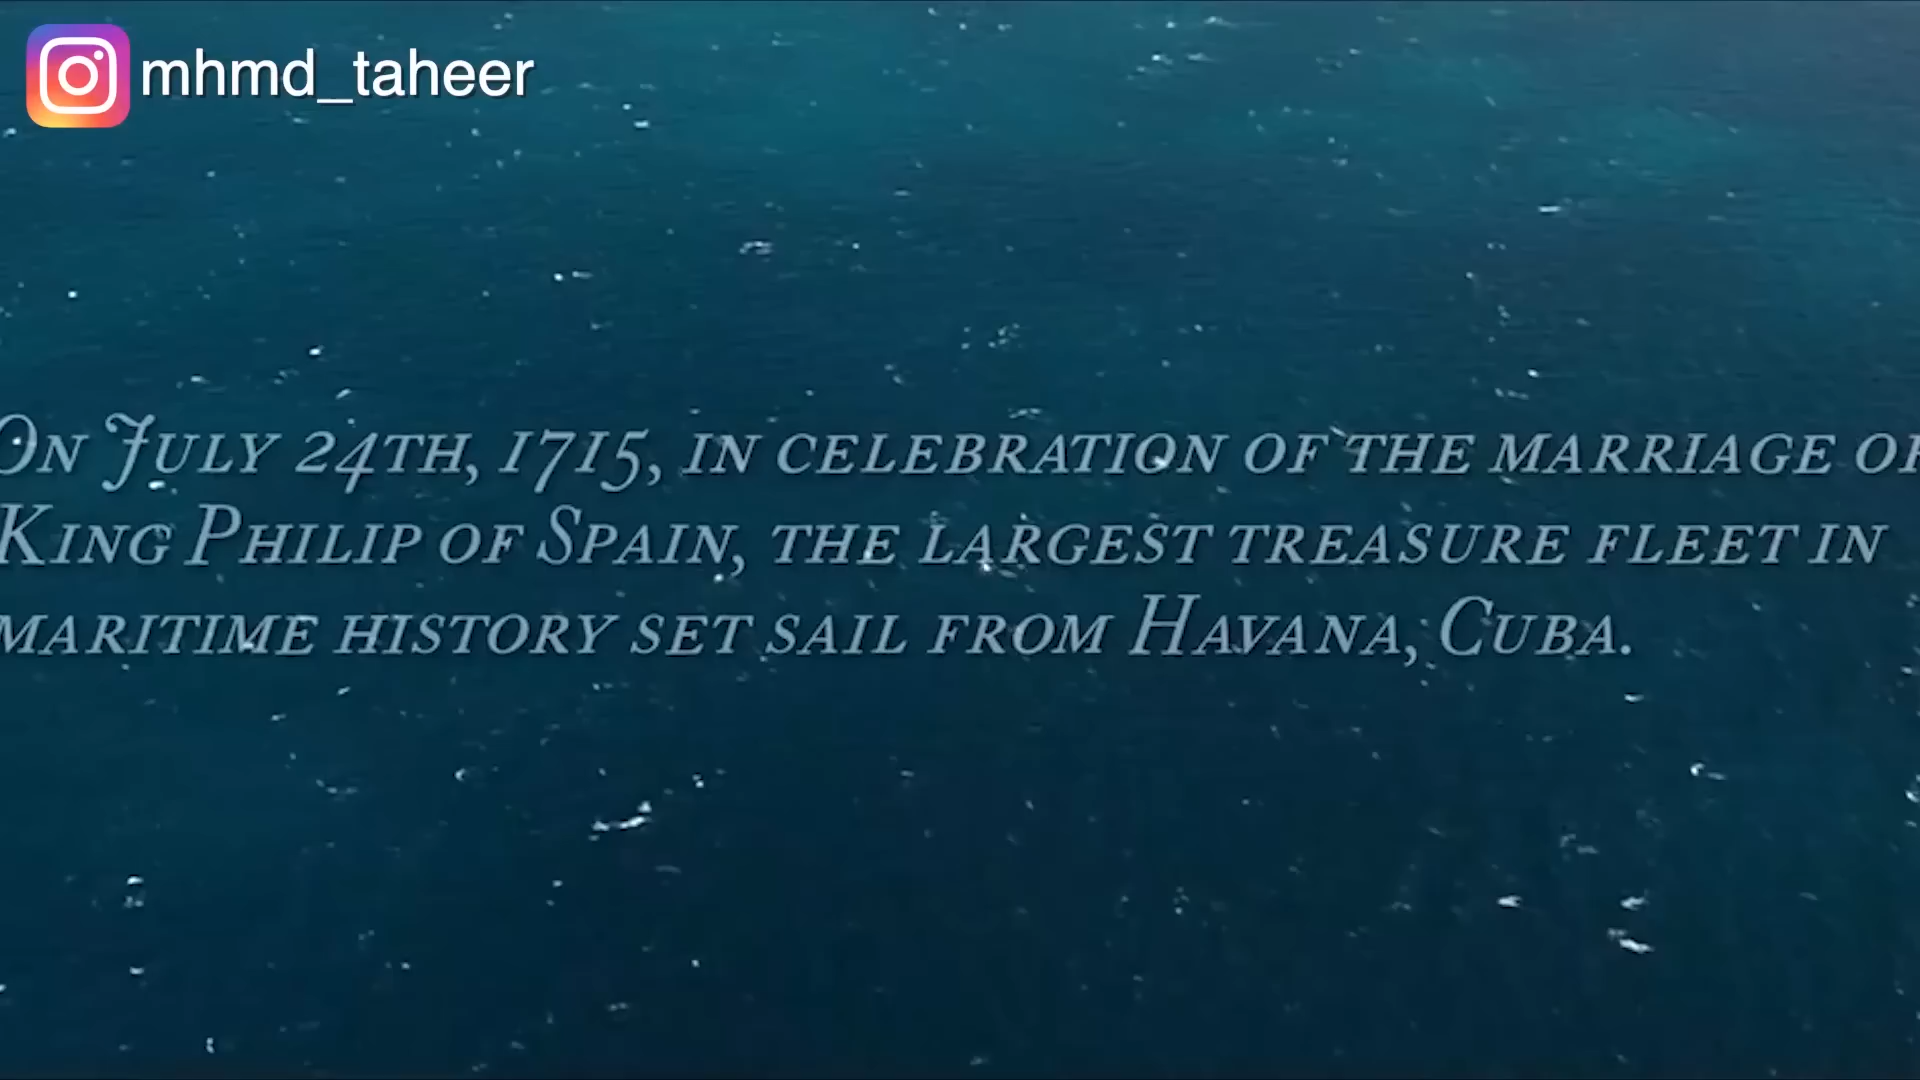 mhmd_taheer
On July 24th, 1715, in celebration of the marriage of
King Philip of Spain, the largest treasure fleet in
maritime history set sail from Havana, Cuba.